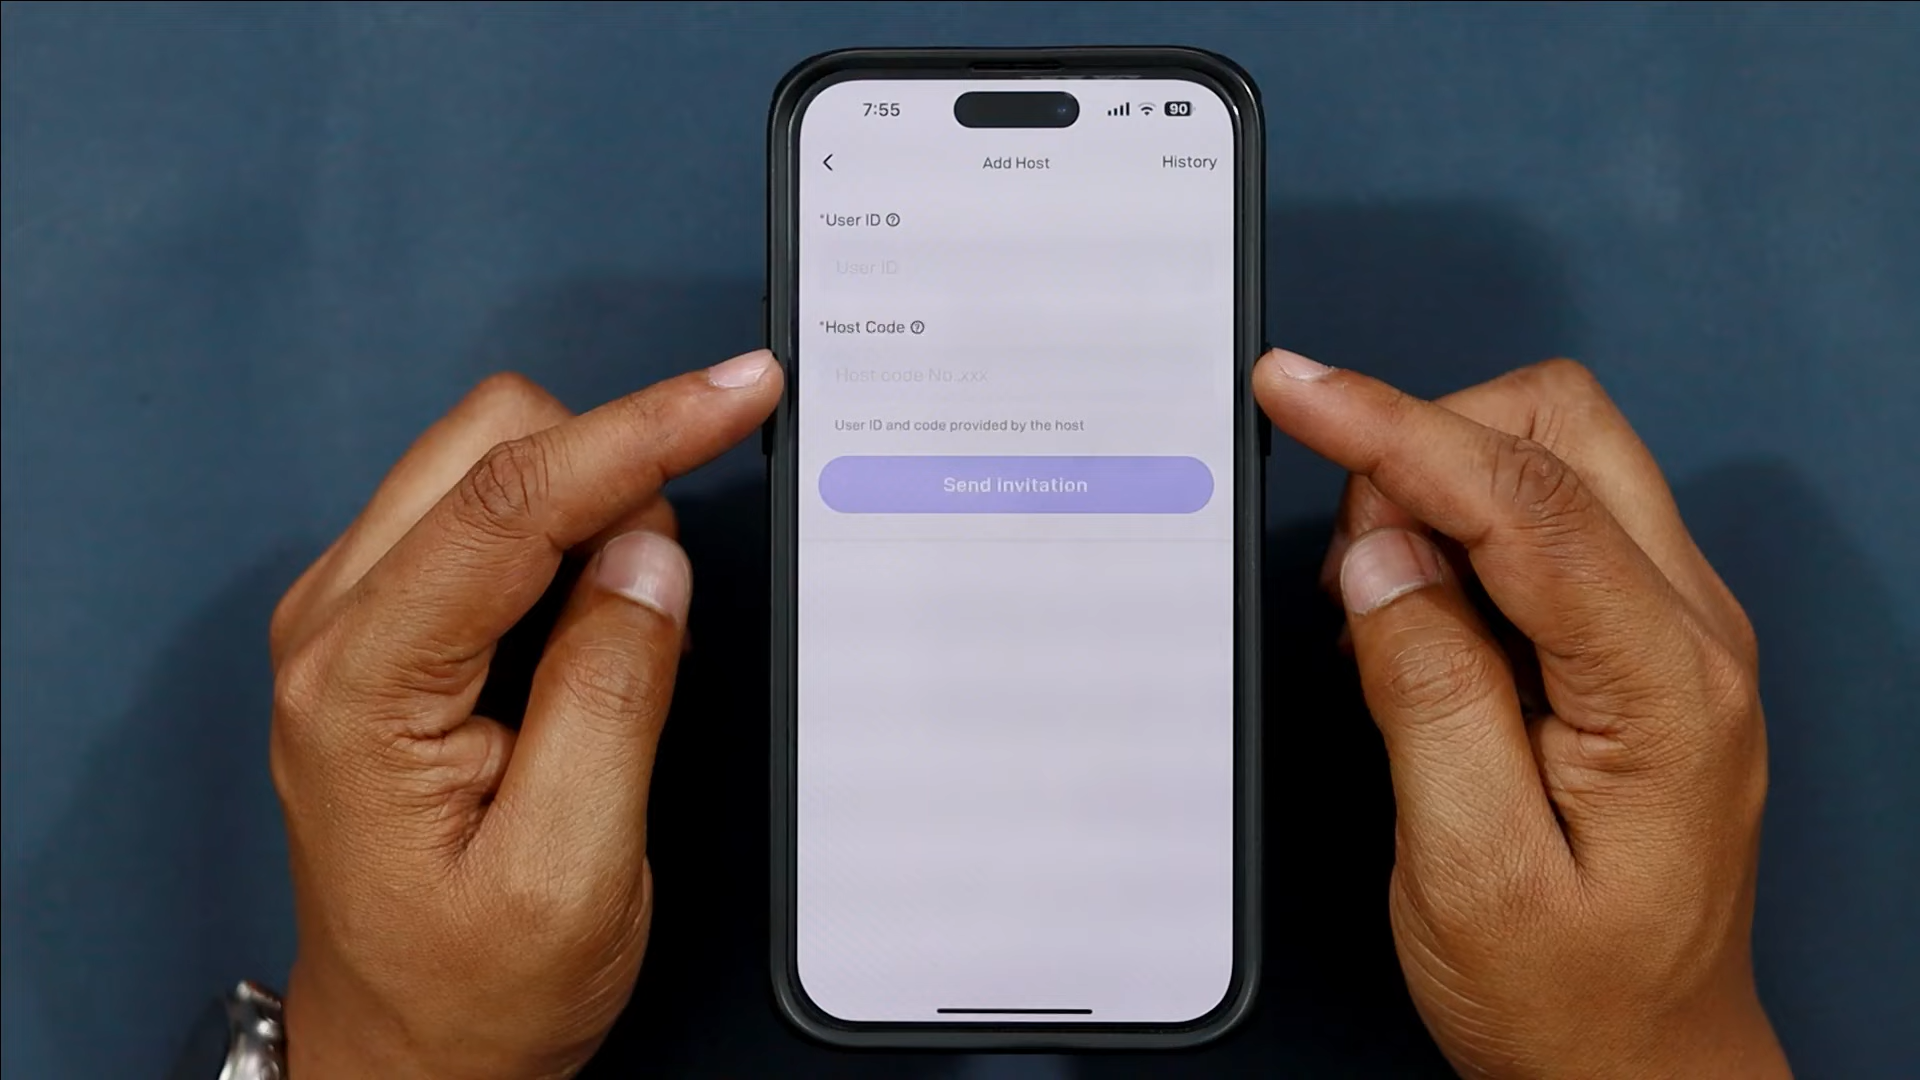 7:55
90
Add Host
History
*User ID ?
User ID
*Host Code ?
Host code No.:xxx
User ID and code provided by the host
Send invitation